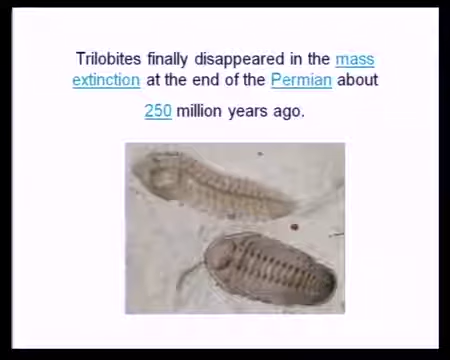 Trilobites finally disappeared in the mass
extinction at the end of the Permian about
250 million years ago.